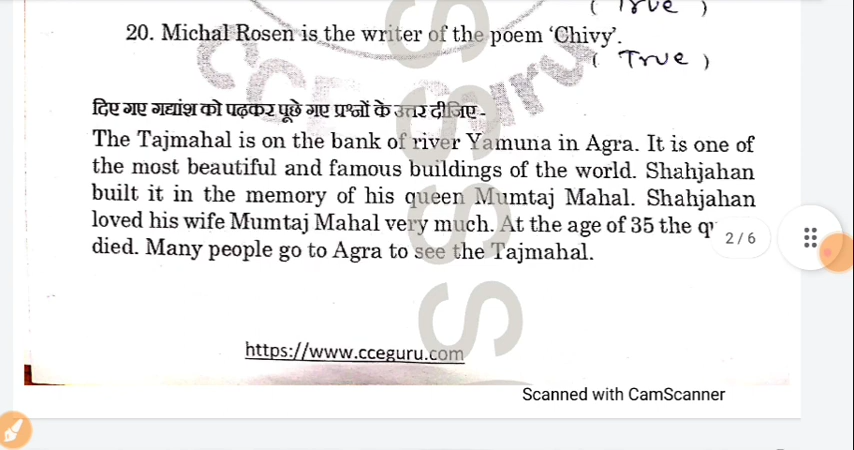 ( True )
20. Michal Rosen is the writer of the poem ‘Chivy’.
( True )
दिए गए गद्यांश को पढ़कर पूछे गए प्रश्नों के उत्तर दीजिए -
The Tajmahal is on the bank of river Yamuna in Agra. It is one of
the most beautiful and famous buildings of the world. Shahjahan
built it in the memory of his queen Mumtaj Mahal. Shahjahan
loved his wife Mumtaj Mahal very much. At the age of 35 the
2 / 6
died. Many people go to Agra to see the Tajmahal.
https://www.cceguru.com
Scanned with CamScanner